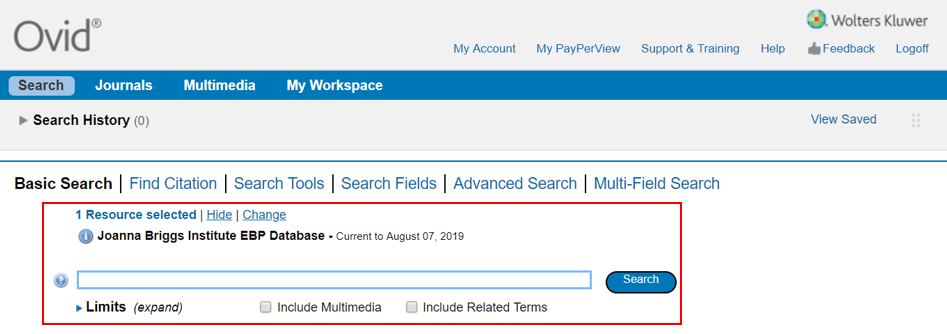 Ovid®
Wolters Kluwer
My Account My PayPerView Support & Training Help Feedback Logoff
Search Journals Multimedia My Workspace
Search History (0) View Saved
Basic Search | Find Citation | Search Tools | Search Fields | Advanced Search | Multi-Field Search
1 Resource selected | Hide | Change
Joanna Briggs Institute EBP Database - Current to August 07, 2019
Search
Limits (expand) Include Multimedia Include Related Terms